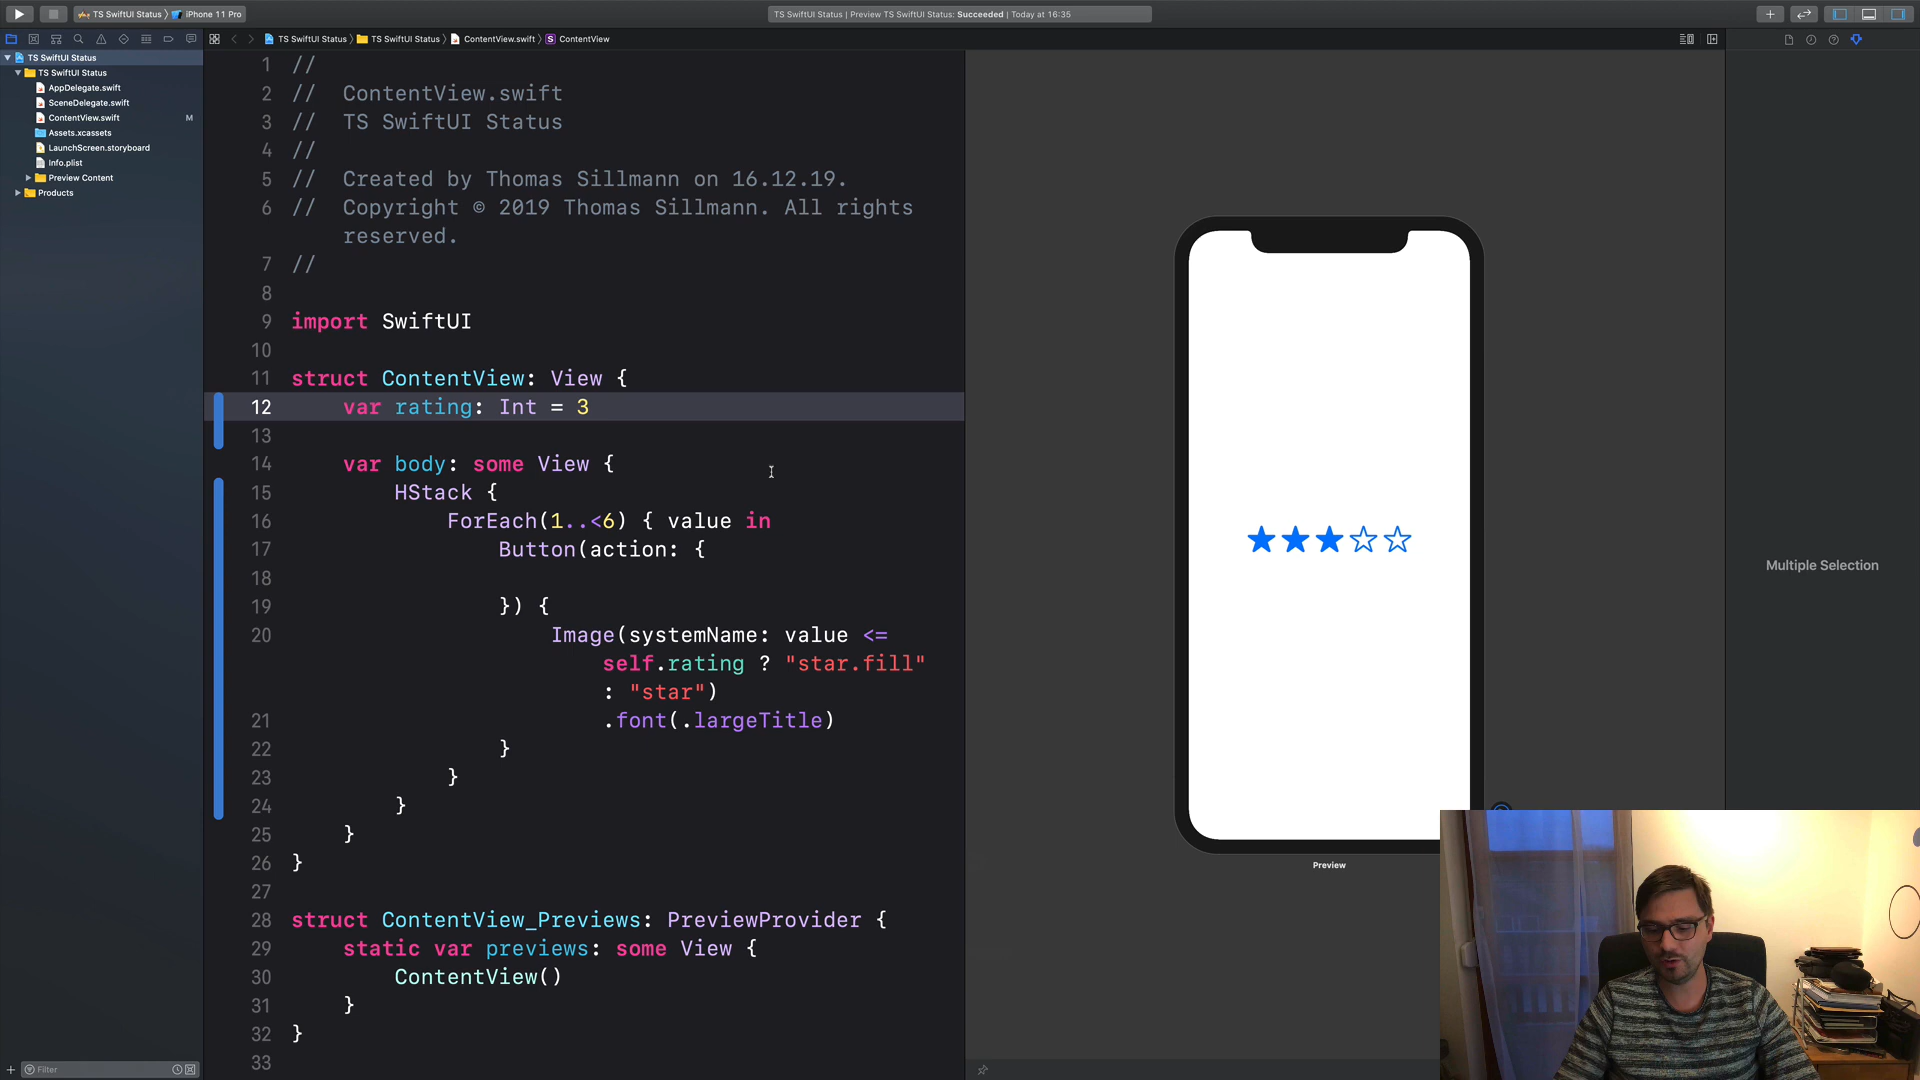 TS SwiftUI Status
iPhone 11 Pro
TS SwiftUI Status | Preview TS SwiftUI Status: Succeeded | Today at 16:35
TS SwiftUI Status
TS SwiftUI Status
ContentView.swift
ContentView
TS SwiftUI Status
TS SwiftUI Status
AppDelegate.swift
SceneDelegate.swift
ContentView.swift M
Assets.xcassets
LaunchScreen.storyboard
Info.plist
Preview Content
Products
Filter
1 //
2 //  ContentView.swift
3 //  TS SwiftUI Status
4 //
5 //  Created by Thomas Sillmann on 16.12.19.
6 //  Copyright © 2019 Thomas Sillmann. All rights
reserved.
7 //
8
9 import SwiftUI
10
11 struct ContentView: View {
12 var rating: Int = 3
13
14 var body: some View {
15 HStack {
16 ForEach(1..<6) { value in
17 Button(action: {
18
19 }) {
20 Image(systemName: value <=
self.rating ? "star.fill"
: "star")
21 .font(.largeTitle)
22 }
23 }
24 }
25 }
26 }
27
28 struct ContentView_Previews: PreviewProvider {
29 static var previews: some View {
30 ContentView()
31 }
32 }
33
Preview
Multiple Selection